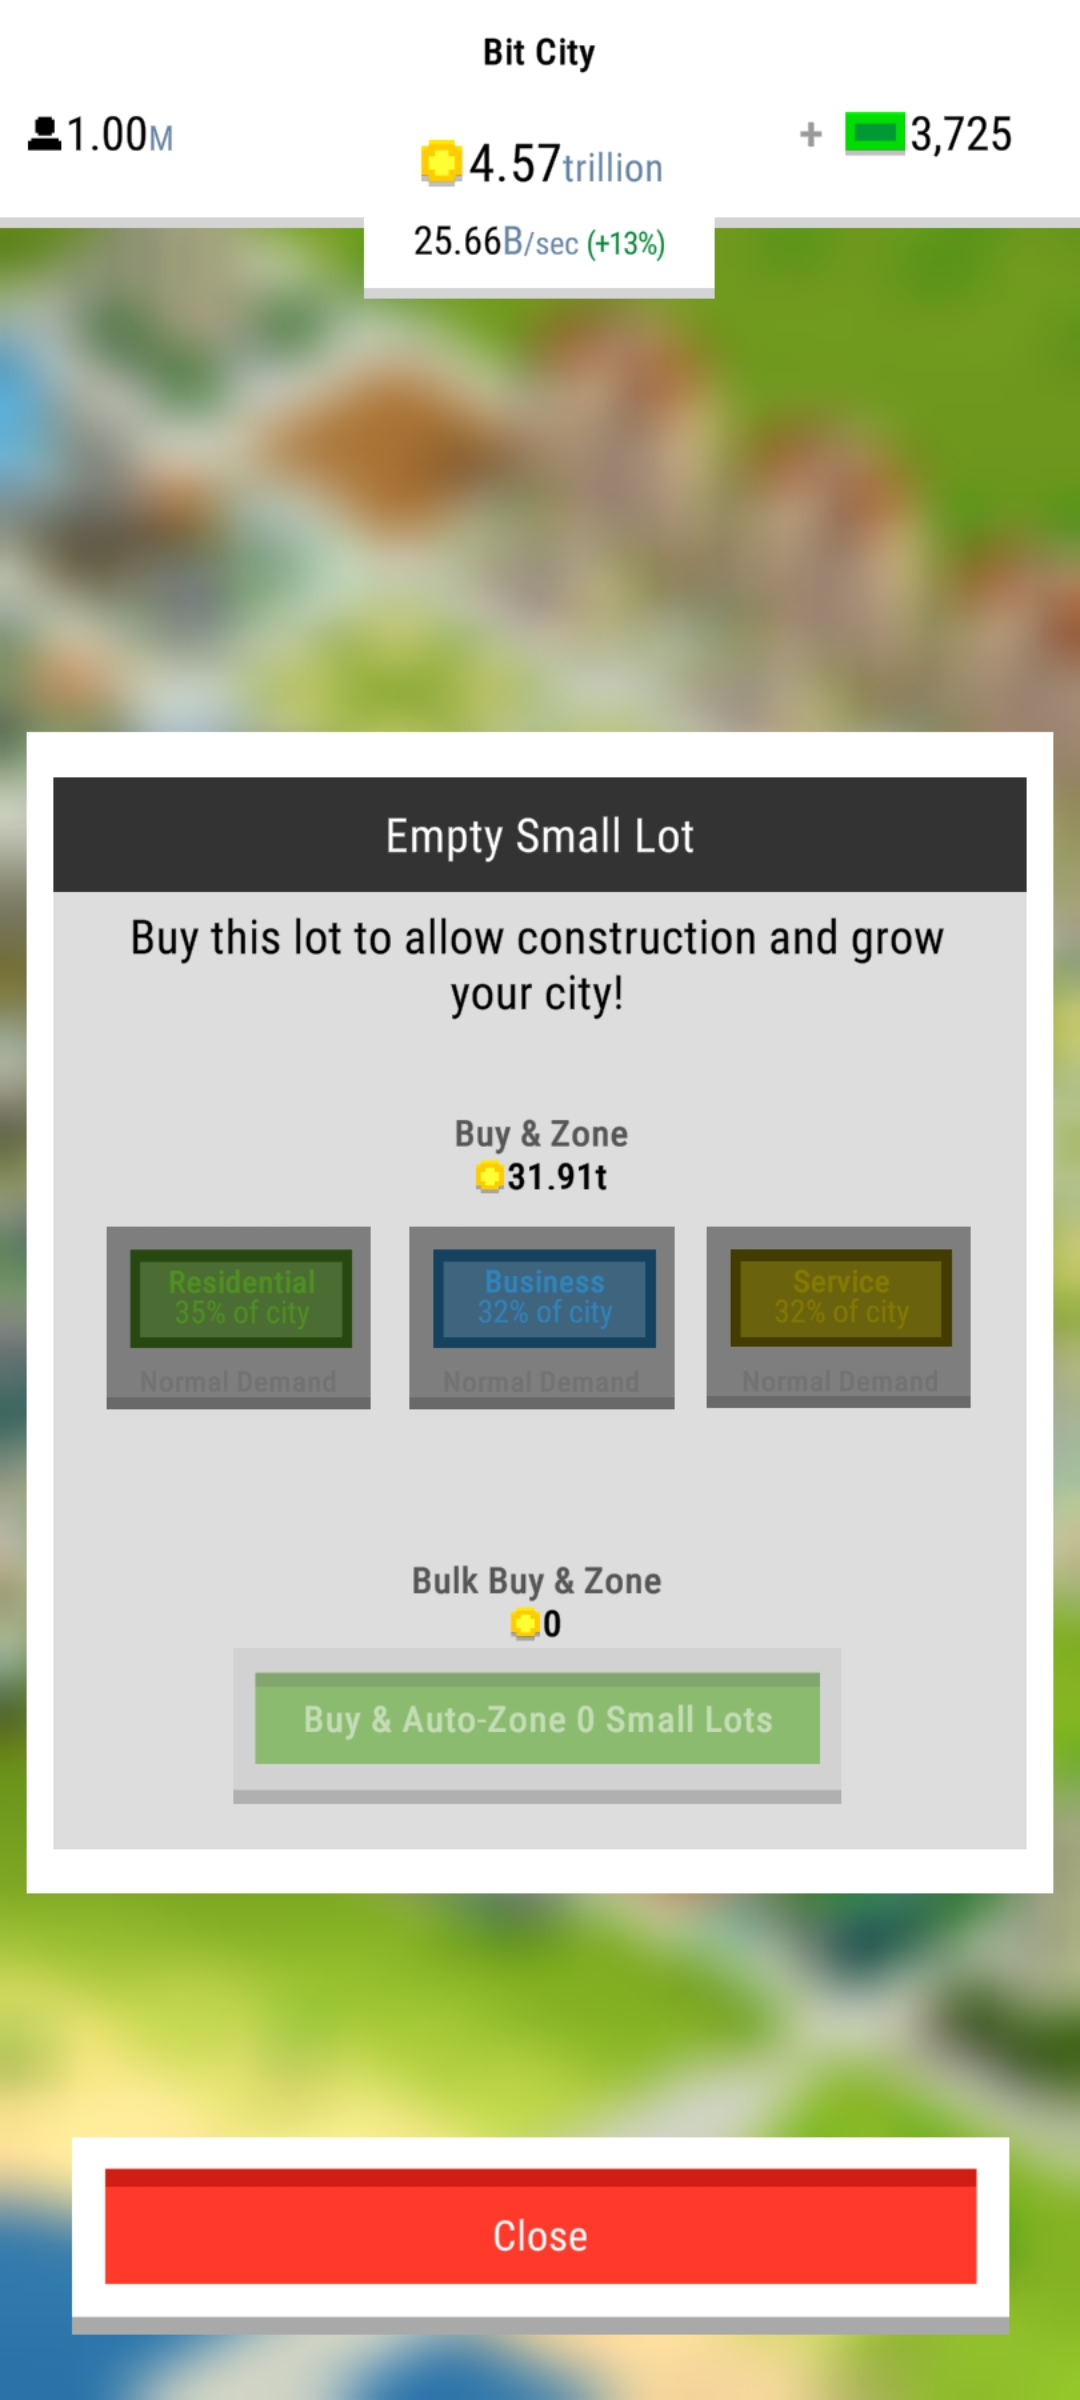 Bit City
1.00M
4.57trillion
+ 3,725
25.66B/sec (+13%)
Empty Small Lot
Buy this lot to allow construction and grow
your city!
Buy & Zone
31.91t
Residential
35% of city
Normal Demand
Business
32% of city
Normal Demand
Service
32% of city
Normal Demand
Bulk Buy & Zone
0
Buy & Auto-Zone 0 Small Lots
Close